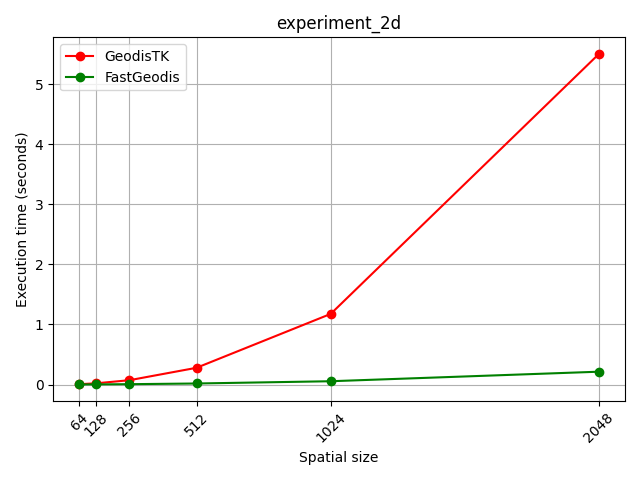 experiment_2d
GeodisTK
FastGeodis
Execution time (seconds)
5
4
3
2
1
0
64
128
256
512
1024
2048
Spatial size